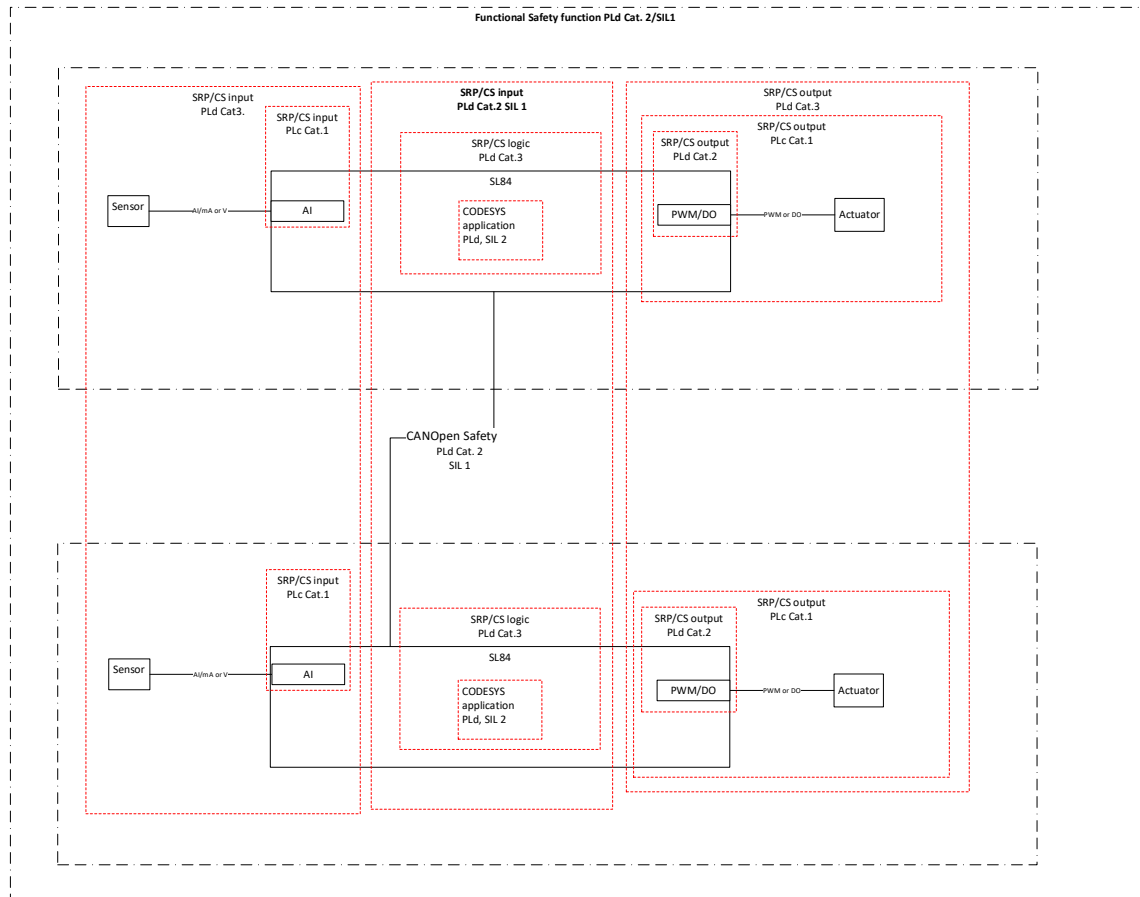 Functional Safety function PLd Cat. 2/SIL1
SRP/CS input
PLd Cat3.
SRP/CS input
PLc Cat.1
SRP/CS input
PLd Cat.2 SIL 1
SRP/CS logic
PLd Cat.3
SL84
CODESYS
application
PLd, SIL 2
SRP/CS output
PLd Cat.3
SRP/CS output
PLc Cat.1
SRP/CS output
PLd Cat.2
Sensor
AI/mA or V
AI
PWM/DO
PWM or DO
Actuator
CANOpen Safety
PLd Cat. 2
SIL 1
SRP/CS input
PLc Cat.1
SRP/CS logic
PLd Cat.3
SL84
CODESYS
application
PLd, SIL 2
SRP/CS output
PLc Cat.1
SRP/CS output
PLd Cat.2
Sensor
AI/mA or V
AI
PWM/DO
PWM or DO
Actuator